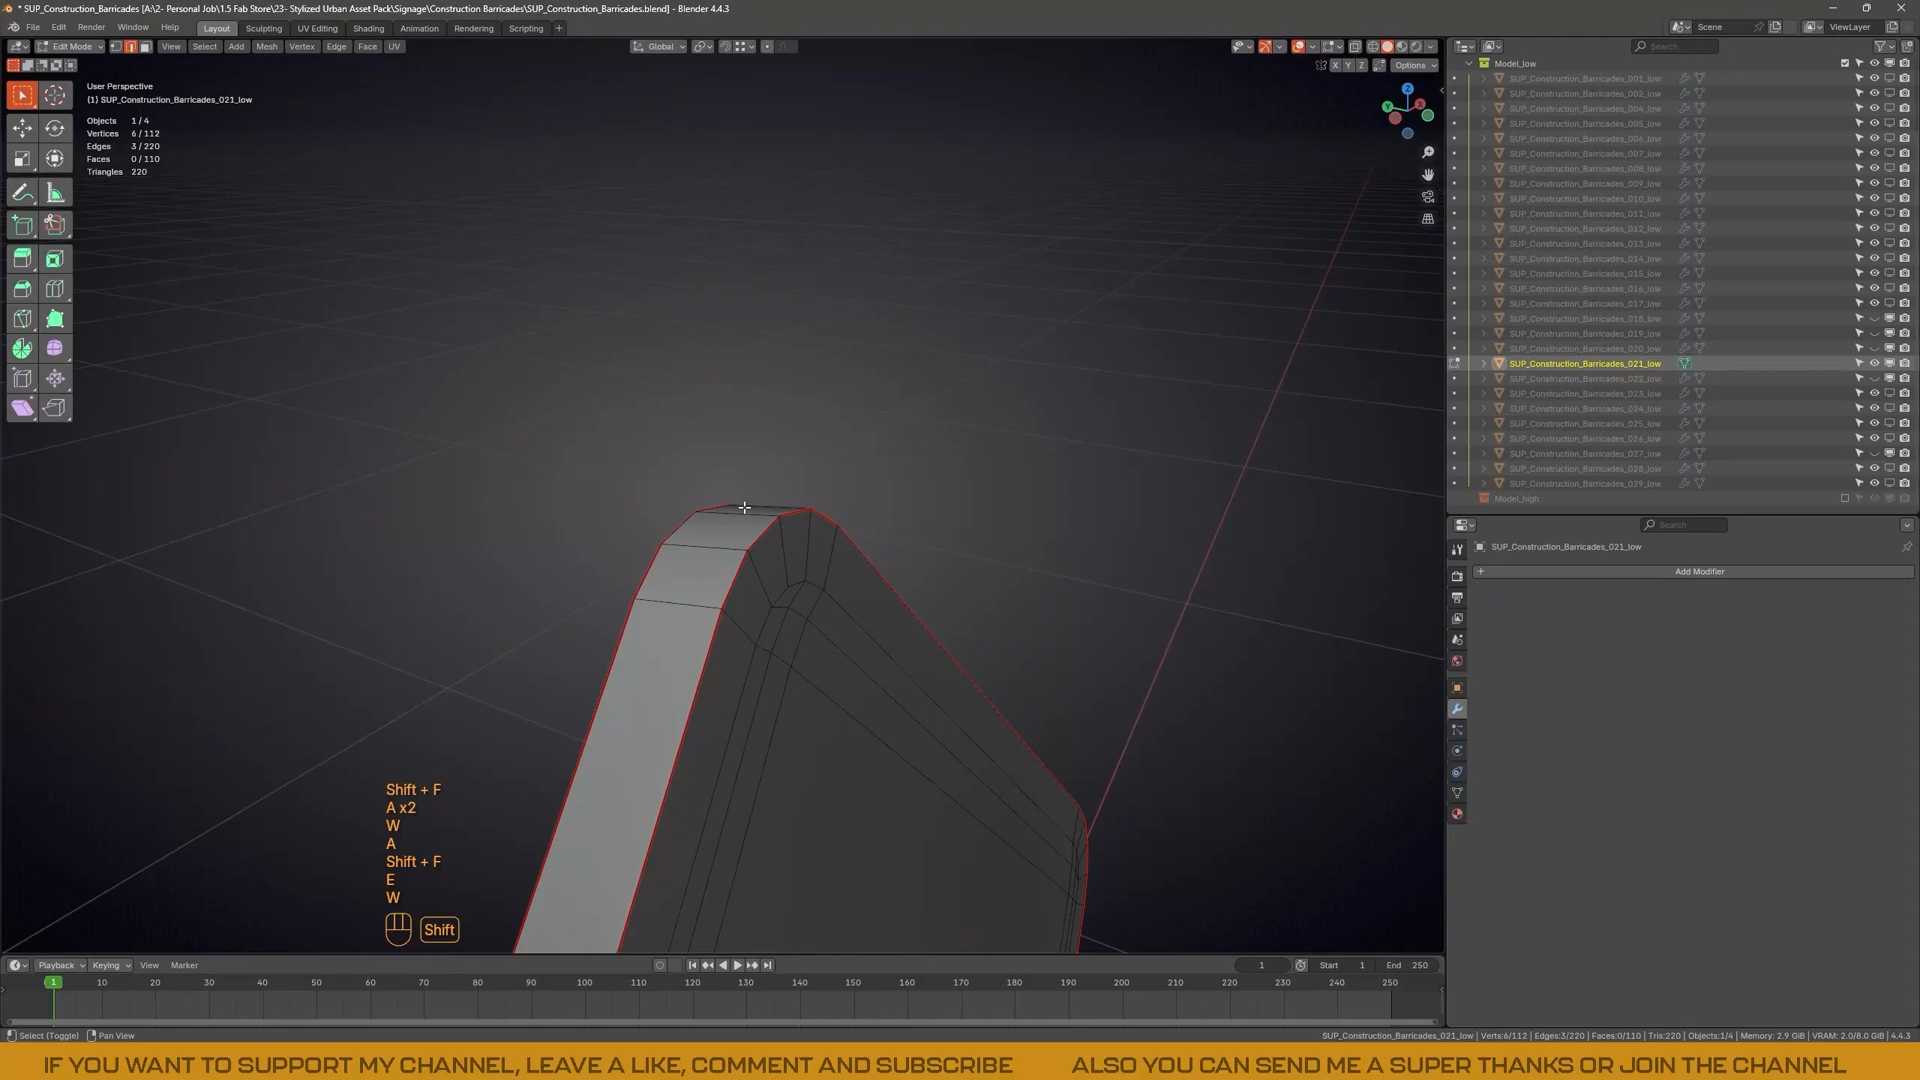 * SUP_Construction_Barricades [A:\2- Personal Job\1.5 Fab Store\23- Stylized Urban Asset Pack\Signage\Construction Barricades\SUP_Construction_Barricades.blend] - Blender 4.4.3
File Edit Render Window Help Layout Sculpting UV Editing Shading Animation Rendering Scripting + Scene ViewLayer
Edit Mode View Select Add Mesh Vertex Edge Face UV Global Search
X Y Z Options
User Perspective
(1) SUP_Construction_Barricades_021_low
Objects 1 / 4
Vertices 6 / 112
Edges 3 / 220
Faces 0 / 110
Triangles 220
Z
Y X
Model_low
SUP_Construction_Barricades_001_low
SUP_Construction_Barricades_002_low
SUP_Construction_Barricades_004_low
SUP_Construction_Barricades_005_low
SUP_Construction_Barricades_006_low
SUP_Construction_Barricades_007_low
SUP_Construction_Barricades_008_low
SUP_Construction_Barricades_009_low
SUP_Construction_Barricades_010_low
SUP_Construction_Barricades_011_low
SUP_Construction_Barricades_012_low
SUP_Construction_Barricades_013_low
SUP_Construction_Barricades_014_low
SUP_Construction_Barricades_015_low
SUP_Construction_Barricades_016_low
SUP_Construction_Barricades_017_low
SUP_Construction_Barricades_018_low
SUP_Construction_Barricades_019_low
SUP_Construction_Barricades_020_low
SUP_Construction_Barricades_021_low
SUP_Construction_Barricades_022_low
SUP_Construction_Barricades_023_low
SUP_Construction_Barricades_024_low
SUP_Construction_Barricades_025_low
SUP_Construction_Barricades_026_low
SUP_Construction_Barricades_027_low
SUP_Construction_Barricades_028_low
SUP_Construction_Barricades_029_low
Model_high
Search
SUP_Construction_Barricades_021_low
+ Add Modifier
Shift + F
A x2
W
A
Shift + F
E
W
Shift
Playback Keying View Marker 1 Start 1 End 250
1 10 20 30 40 50 60 70 80 90 100 110 120 130 140 150 160 170 180 190 200 210 220 230 240 250
Select (Toggle) Pan View SUP_Construction_Barricades_021_low | Verts:6/112 | Edges:3/220 | Faces:0/110 | Tris:220 | Objects:1/4 | Memory: 2.9 GiB | VRAM: 2.0/8.0 GiB | 4.4.3
IF YOU WANT TO SUPPORT MY CHANNEL, LEAVE A LIKE, COMMENT AND SUBSCRIBE ALSO YOU CAN SEND ME A SUPER THANKS OR JOIN THE CHANNEL